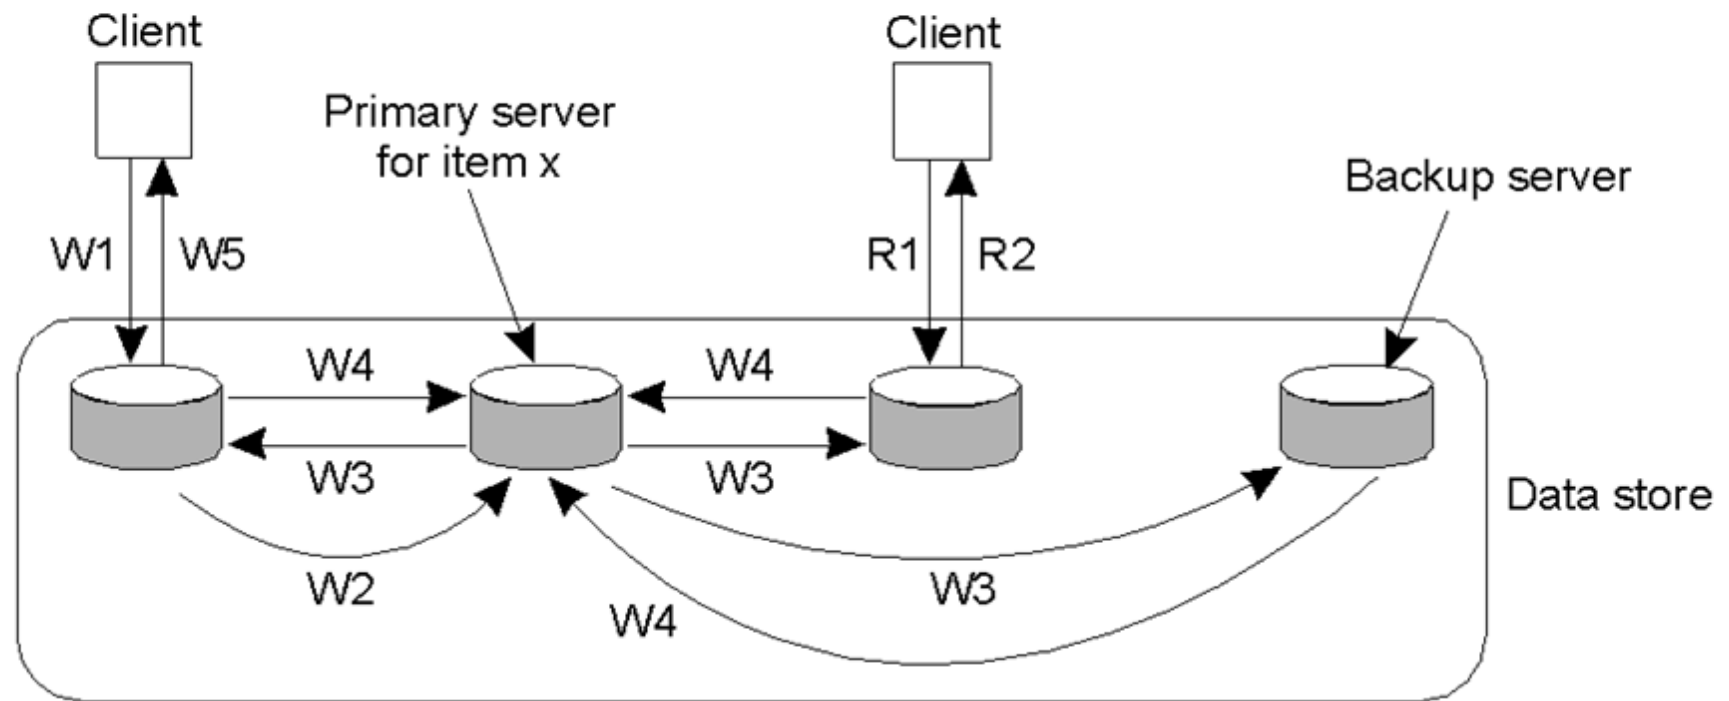 Client
Client
Primary server
for item x
Backup server
W1
W5
R1
R2
W4
W4
W3
W3
Data store
W2
W3
W4